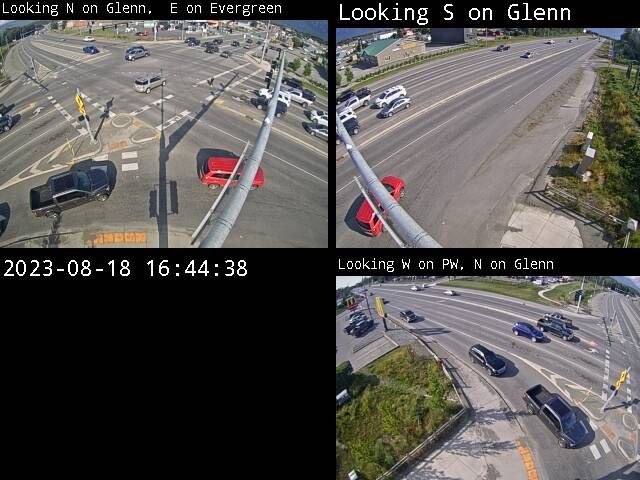 Looking N on Glenn,  E on Evergreen
Looking S on Glenn
2023-08-18 16:44:38
Looking W on PW, N on Glenn